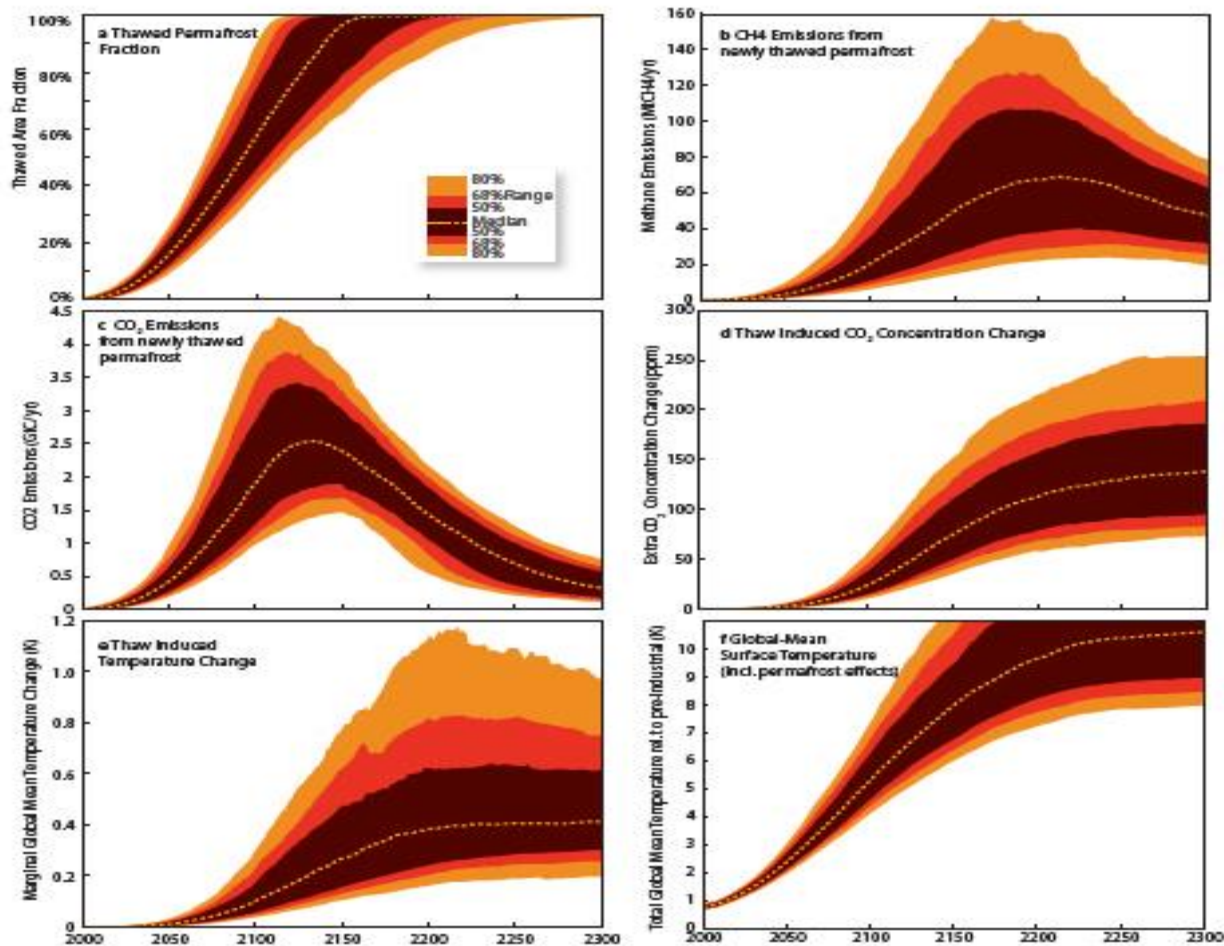 a Thawed Permafrost
Fraction
Thawed Area Fraction
100%
80%
60%
40%
20%
0%
80%
68% Range
50%
Median
50%
68%
80%
b CH4 Emissions from
newly thawed permafrost
Methane Emissions (MtCH4/yr)
160
140
120
100
80
60
40
20
0
c CO₂ Emissions
from newly thawed
permafrost
CO2 Emissions (GtC/yr)
4.5
4
3.5
3
2.5
2
1.5
1
0.5
0
d Thaw Induced CO₂ Concentration Change
Extra CO₂ Concentration Change (ppm)
300
250
200
150
100
50
0
e Thaw Induced
Temperature Change
Marginal Global Mean Temperature Change (K)
1.2
1.0
0.8
0.6
0.4
0.2
0
2000 2050 2100 2150 2200 2250 2300
f Global-Mean
Surface Temperature
(incl. permafrost effects)
Total Global Mean Temperature rel. to pre-industrial (K)
10
9
8
7
6
5
4
3
2
1
0
2000 2050 2100 2150 2200 2250 2300